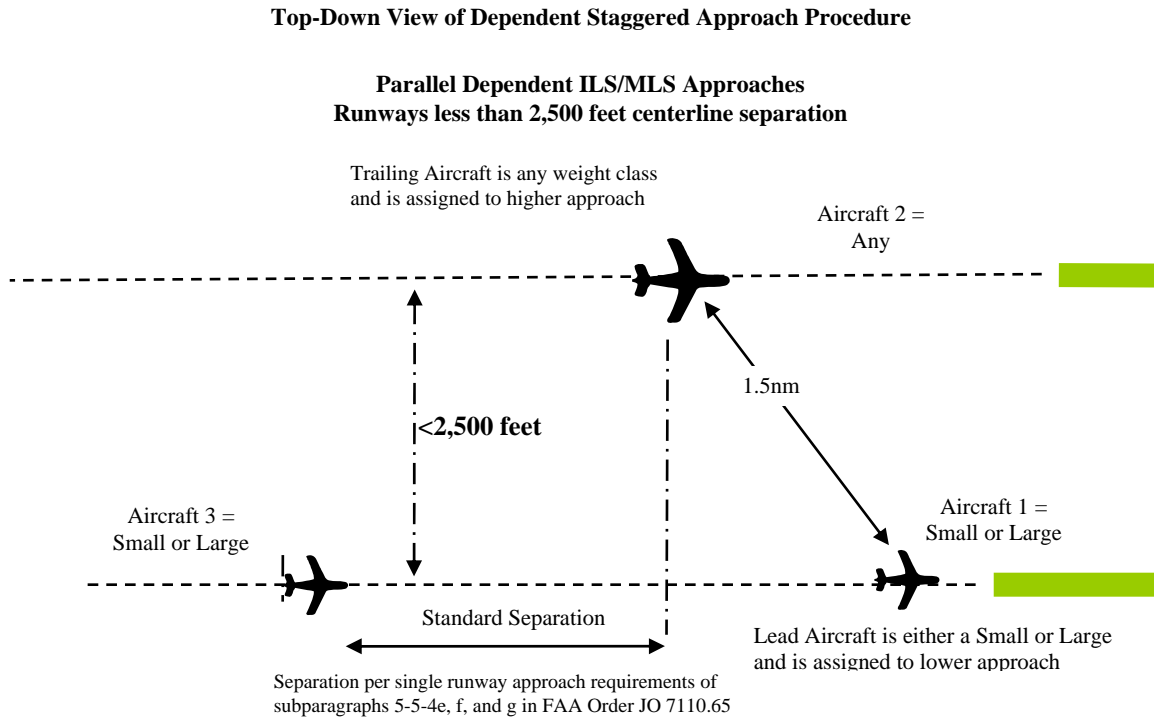 Top-Down View of Dependent Staggered Approach Procedure
Parallel Dependent ILS/MLS Approaches
Runways less than 2,500 feet centerline separation
Trailing Aircraft is any weight class
and is assigned to higher approach
Aircraft 2 =
Any
1.5nm
<2,500 feet
Aircraft 3 =
Small or Large
Aircraft 1 =
Small or Large
Standard Separation
Lead Aircraft is either a Small or Large
and is assigned to lower approach
Separation per single runway approach requirements of
subparagraphs 5-5-4e, f, and g in FAA Order JO 7110.65